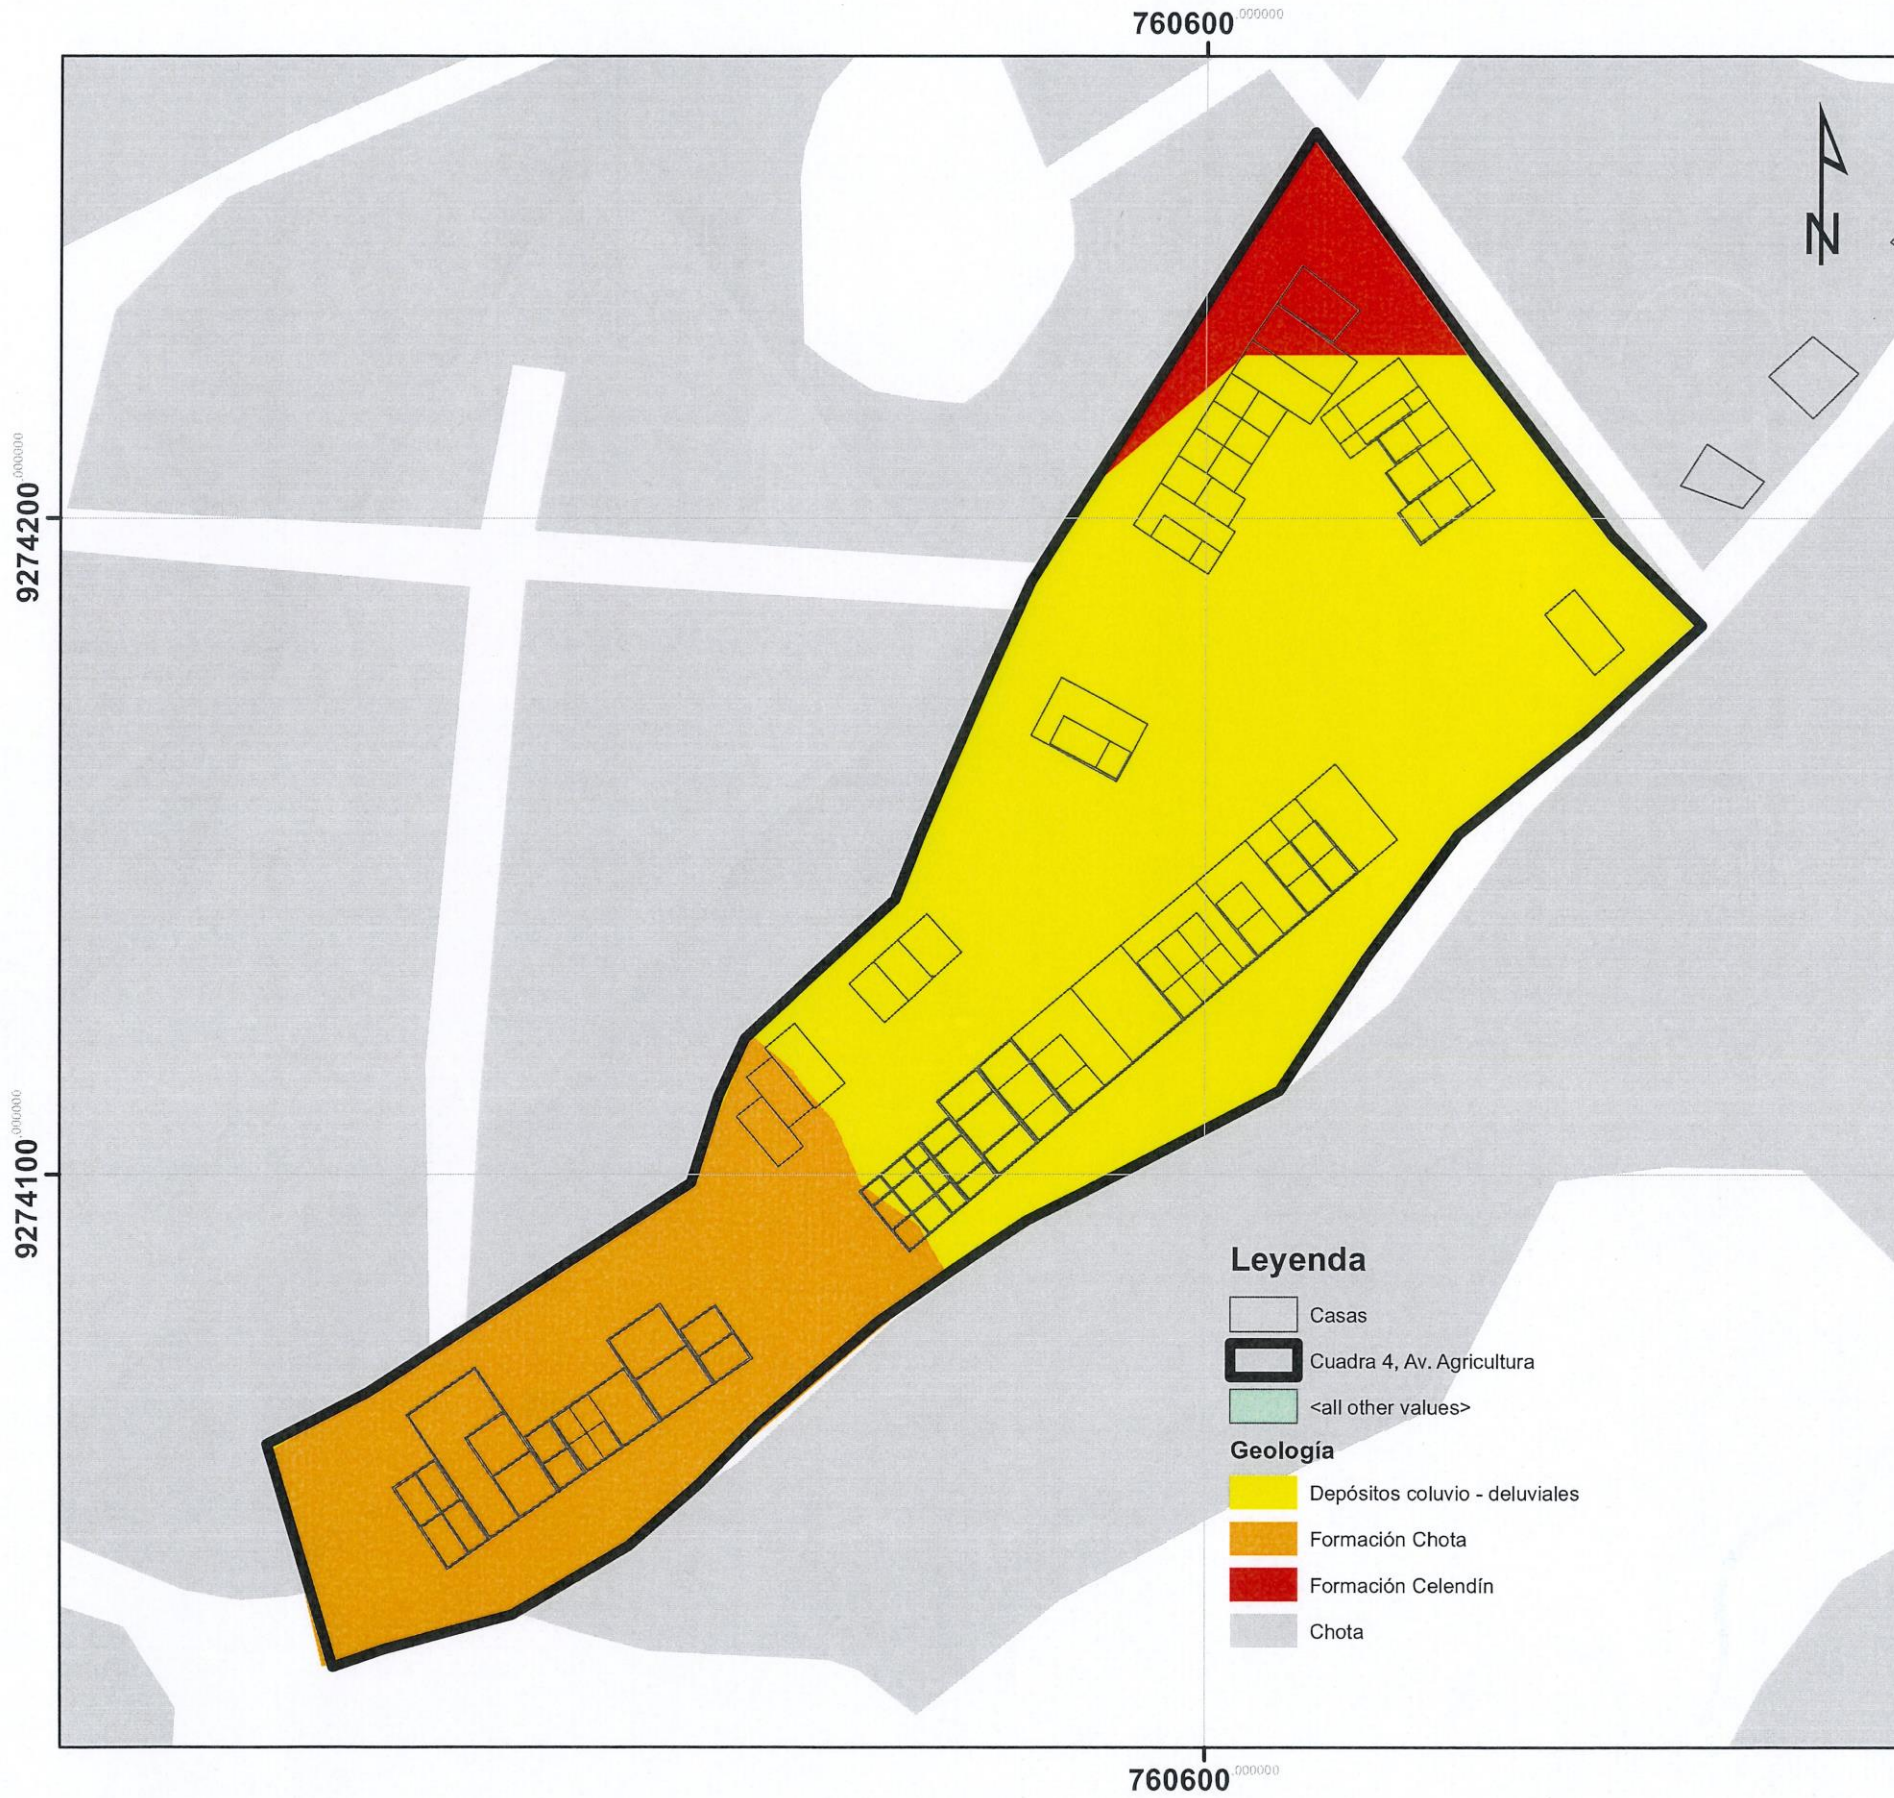 760600.000000
N
9274200.000000
9274100.000000
Leyenda
Casas
Cuadra 4, Av. Agricultura
<all other values>
Geología
Depósitos coluvio - deluviales
Formación Chota
Formación Celendín
Chota
760600.000000